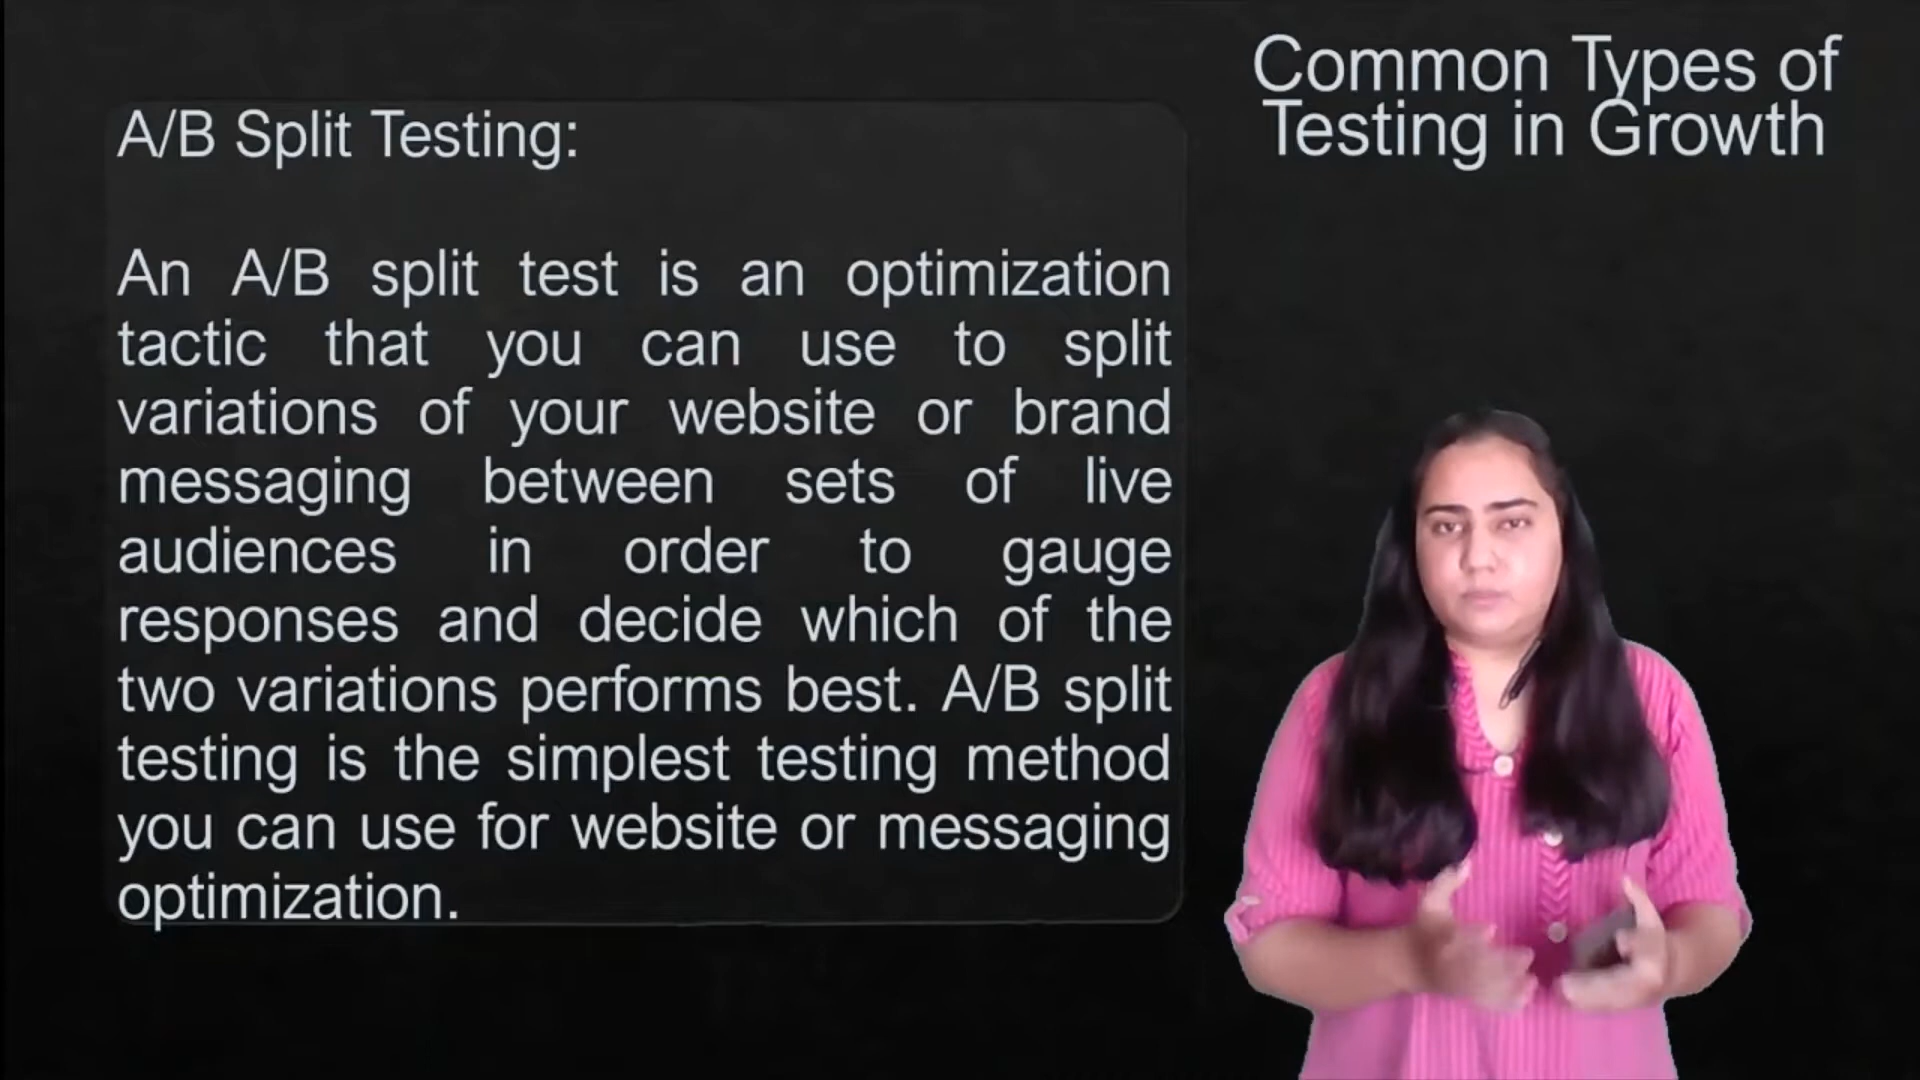 Common Types of
Testing in Growth
A/B Split Testing:
An A/B split test is an optimization
tactic that you can use to split
variations of your website or brand
messaging between sets of live
audiences in order to gauge
responses and decide which of the
two variations performs best. A/B split
testing is the simplest testing method
you can use for website or messaging
optimization.